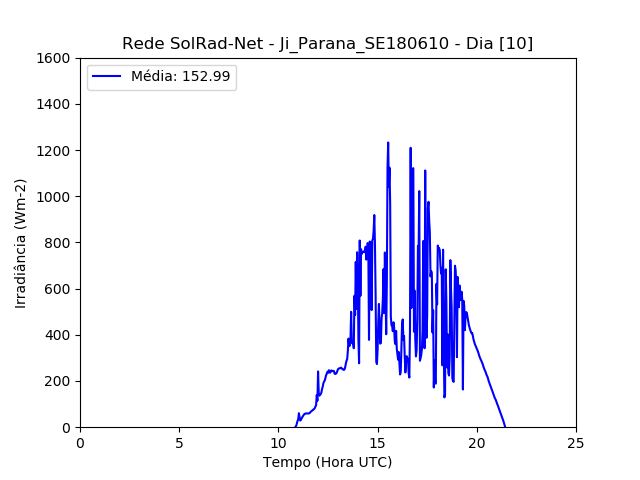 Rede SolRad-Net - Ji_Parana_SE180610 - Dia [10]
Média: 152.99
Irradiância (Wm-2)
1600
1400
1200
1000
800
600
400
200
0
0 5 10 15 20 25
Tempo (Hora UTC)